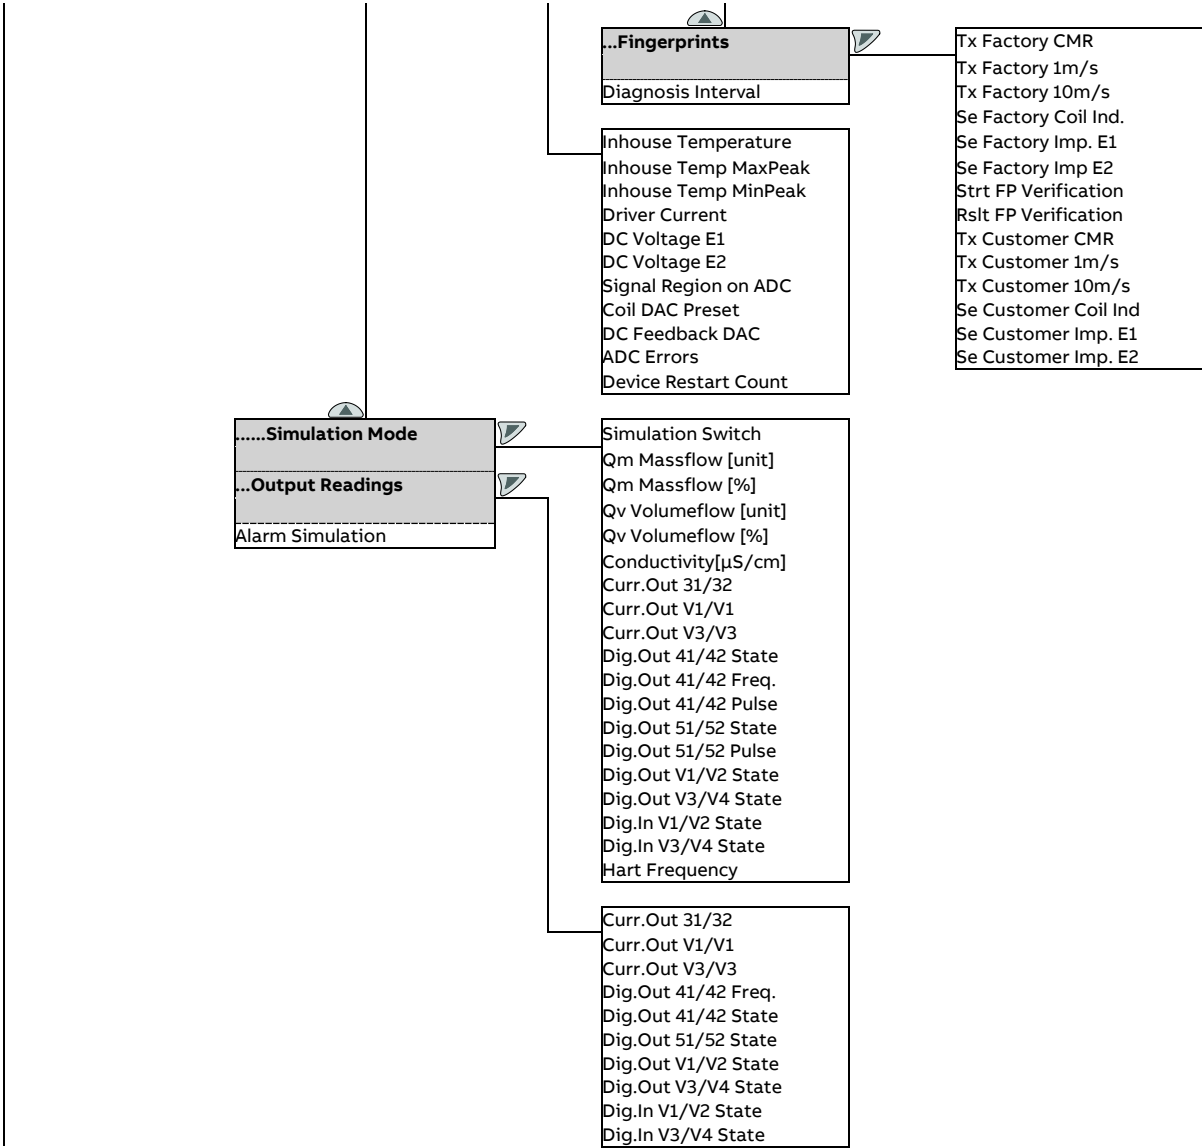 ...Fingerprints
Diagnosis Interval
Tx Factory CMR
Tx Factory 1m/s
Tx Factory 10m/s
Se Factory Coil Ind.
Se Factory Imp. E1
Se Factory Imp E2
Strt FP Verification
Rslt FP Verification
Tx Customer CMR
Tx Customer 1m/s
Tx Customer 10m/s
Se Customer Coil Ind
Se Customer Imp. E1
Se Customer Imp. E2
Inhouse Temperature
Inhouse Temp MaxPeak
Inhouse Temp MinPeak
Driver Current
DC Voltage E1
DC Voltage E2
Signal Region on ADC
Coil DAC Preset
DC Feedback DAC
ADC Errors
Device Restart Count
......Simulation Mode
...Output Readings
Alarm Simulation
Simulation Switch
Qm Massflow [unit]
Qm Massflow [%]
Qv Volumeflow [unit]
Qv Volumeflow [%]
Conductivity[µS/cm]
Curr.Out 31/32
Curr.Out V1/V1
Curr.Out V3/V3
Dig.Out 41/42 State
Dig.Out 41/42 Freq.
Dig.Out 41/42 Pulse
Dig.Out 51/52 State
Dig.Out 51/52 Pulse
Dig.Out V1/V2 State
Dig.Out V3/V4 State
Dig.In V1/V2 State
Dig.In V3/V4 State
Hart Frequency
Curr.Out 31/32
Curr.Out V1/V1
Curr.Out V3/V3
Dig.Out 41/42 Freq.
Dig.Out 41/42 State
Dig.Out 51/52 State
Dig.Out V1/V2 State
Dig.Out V3/V4 State
Dig.In V1/V2 State
Dig.In V3/V4 State